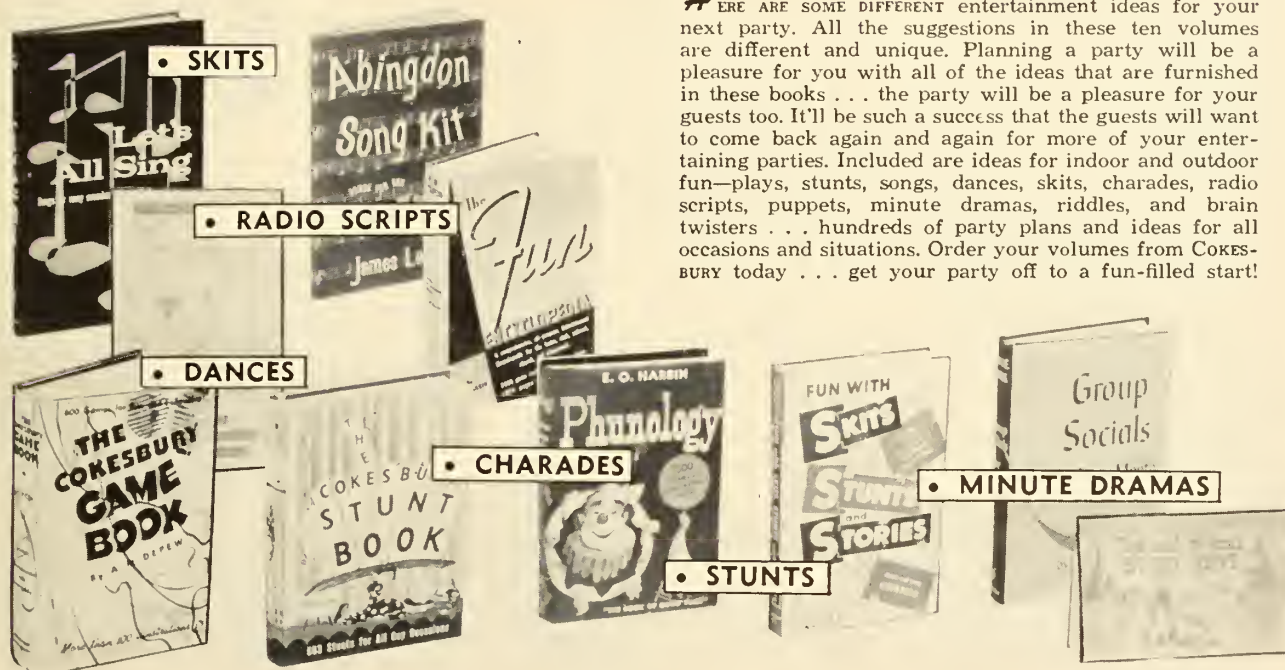 • SKITS
Let's
All Sing
Abingdon
Song Kit
James
• RADIO SCRIPTS
the
Fun
ERE ARE SOME DIFFERENT entertainment ideas for your
next party. All the suggestions in these ten volumes
are different and unique. Planning a party will be a
pleasure for you with all of the ideas that are furnished
in these books . . . the party will be a pleasure for your
guests too. It'll be such a success that the guests will want
to come back again and again for more of your enter-
taining parties. Included are ideas for indoor and outdoor
fun—plays, stunts, songs, dances, skits, charades, radio
scripts, puppets, minute dramas, riddles, and brain
twisters . . . hundreds of party plans and ideas for all
occasions and situations. Order your volumes from COKES-
BURY today . . . get your party off to a fun-filled start!
• DANCES
THE
COKESBURY
GAME
BOOK
GAME
BOOK
BY A. DEPEW
THE
COKESBU
STUNT
BOOK
Stunts for All Occasions
• CHARADES
E. O. HARBIN
Phunology
• STUNTS
FUN WITH
SKITS
STUNTS
and
STORIES
• MINUTE DRAMAS
Group
Socials